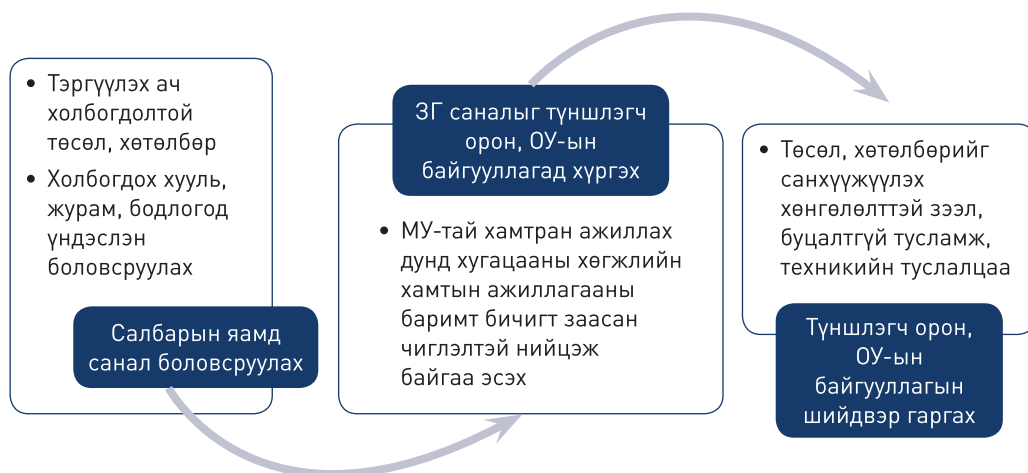 • Тэргүүлэх ач
холбогдолтой
төсөл, хөтөлбөр
• Холбогдох хууль,
журам, бодлогод
үндэслэн
боловсруулах
Салбарын яамд
санал боловсруулах
ЗГ саналыг түншлэгч
орон, ОУ-ын
байгууллагад хүргэх
• МУ-тай хамтран ажиллах
дунд хугацааны хөгжлийн
хамтын ажиллагааны
баримт бичигт заасан
чиглэлтэй нийцэж
байгаа эсэх
• Төсөл, хөтөлбөрийг
санхүүжүүлэх
хөнгөлөлттэй зээл,
буцалтгүй тусламж,
техникийн туслалцаа
Түншлэгч орон,
ОУ-ын
байгууллагын
шийдвэр гаргах